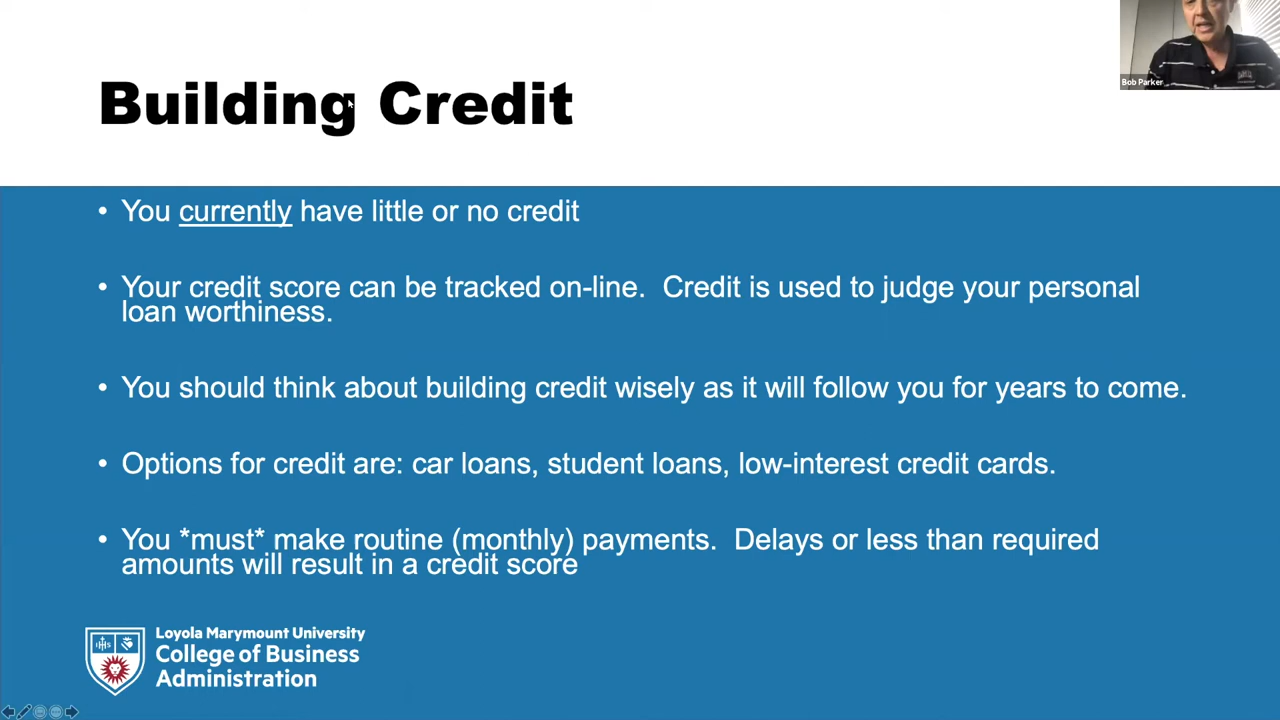 Building Credit
Bob Parker
• You currently have little or no credit
• Your credit score can be tracked on-line.  Credit is used to judge your personal
loan worthiness.
• You should think about building credit wisely as it will follow you for years to come.
• Options for credit are: car loans, student loans, low-interest credit cards.
• You *must* make routine (monthly) payments.  Delays or less than required
amounts will result in a credit score
Loyola Marymount University
College of Business
Administration
IHS